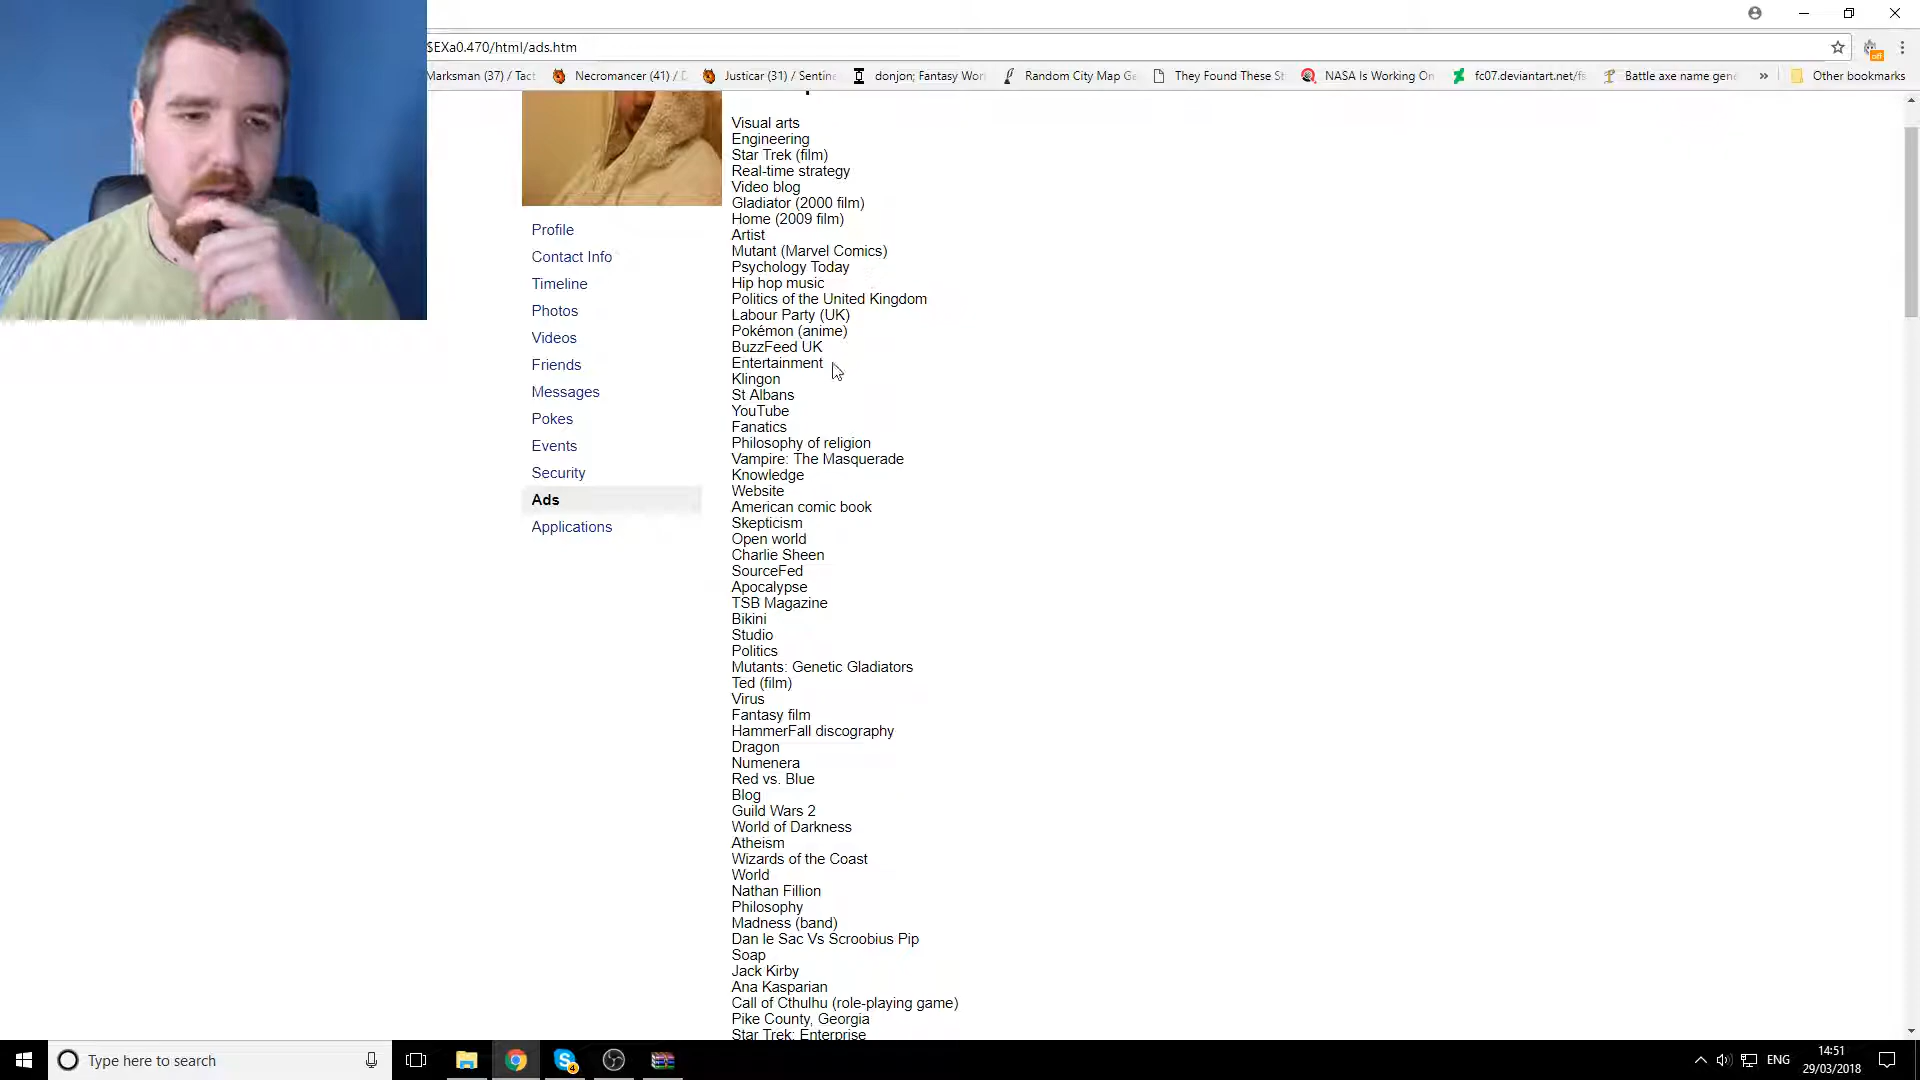 $EXa0.470/html/ads.htm
Marksman (37) / Tact
Necromancer (41) / D
Justicar (31) / Sentine
donjon; Fantasy Wor
Random City Map Ge
They Found These St
NASA Is Working On
fc07.deviantart.net/fs
Battle axe name gene
»
Other bookmarks
off
Profile
Contact Info
Timeline
Photos
Videos
Friends
Messages
Pokes
Events
Security
Ads
Applications
Visual arts
Engineering
Star Trek (film)
Real-time strategy
Video blog
Gladiator (2000 film)
Home (2009 film)
Artist
Mutant (Marvel Comics)
Psychology Today
Hip hop music
Politics of the United Kingdom
Labour Party (UK)
Pokémon (anime)
BuzzFeed UK
Entertainment
Klingon
St Albans
YouTube
Fanatics
Philosophy of religion
Vampire: The Masquerade
Knowledge
Website
American comic book
Skepticism
Open world
Charlie Sheen
SourceFed
Apocalypse
TSB Magazine
Bikini
Studio
Politics
Mutants: Genetic Gladiators
Ted (film)
Virus
Fantasy film
HammerFall discography
Dragon
Numenera
Red vs. Blue
Blog
Guild Wars 2
World of Darkness
Atheism
Wizards of the Coast
World
Nathan Fillion
Philosophy
Madness (band)
Dan le Sac Vs Scroobius Pip
Soap
Jack Kirby
Ana Kasparian
Call of Cthulhu (role-playing game)
Pike County, Georgia
Star Trek: Enterprise
Type here to search
4
ENG
14:51
29/03/2018